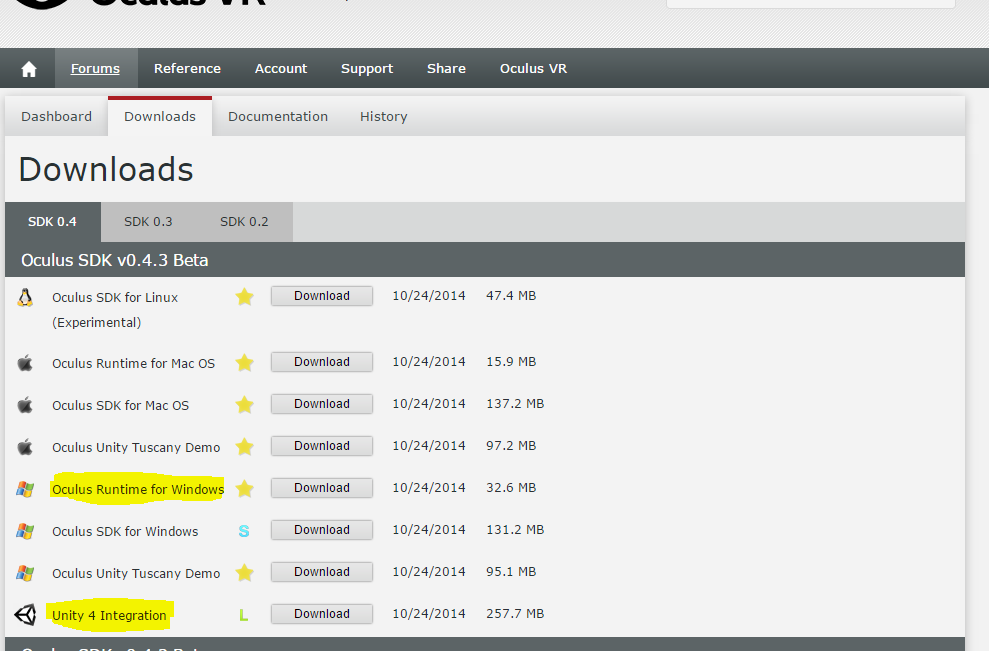 Oculus VR
Forums Reference Account Support Share Oculus VR
Dashboard Downloads Documentation History
Downloads
SDK 0.4 SDK 0.3 SDK 0.2
Oculus SDK v0.4.3 Beta
Oculus SDK for Linux Download 10/24/2014 47.4 MB
(Experimental)
Oculus Runtime for Mac OS Download 10/24/2014 15.9 MB
Oculus SDK for Mac OS Download 10/24/2014 137.2 MB
Oculus Unity Tuscany Demo Download 10/24/2014 97.2 MB
Oculus Runtime for Windows Download 10/24/2014 32.6 MB
Oculus SDK for Windows S Download 10/24/2014 131.2 MB
Oculus Unity Tuscany Demo Download 10/24/2014 95.1 MB
Unity 4 Integration L Download 10/24/2014 257.7 MB